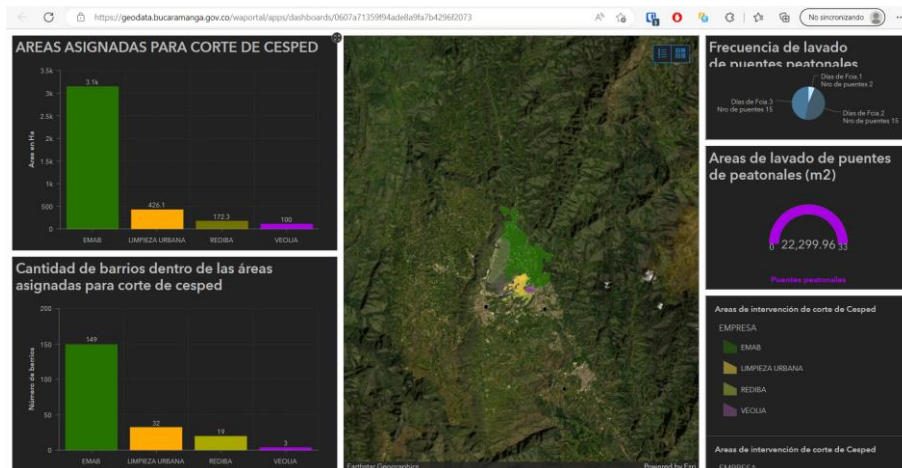 https://geodata.bucaramanga.gov.co/waportal/apps/dashboards/0607a71359f94ade8a9fa7b4296f2073
No sincronizando
AREAS ASIGNADAS PARA CORTE DE CESPED
3.5k
3k
2.5k
2k
1.5k
1k
500
0
Area en Ha
3.1k
426.1
172.3
100
EMAB
LIMPIEZA URBANA
REDIBA
VEOLIA
Cantidad de barrios dentro de las áreas
asignadas para corte de cesped
200
150
100
50
0
Número de barrios
149
32
19
3
EMAB
LIMPIEZA URBANA
REDIBA
VEOLIA
Earthstar Geographics
Powered by Esri
Frecuencia de lavado
de puentes peatonales
Días de Fcia.1
Nro de puentes 2
Días de Fcia.3
Nro de puentes 15
Días de Fcia.2
Nro de puentes 15
Areas de lavado de puentes
de peatonales (m2)
0
22,299.96
33
Puentes peatonales
Areas de intervención de corte de Cesped
EMPRESA
EMAB
LIMPIEZA URBANA
REDIBA
VEOLIA
Areas de intervención de corte de Cesped
EMPRESA